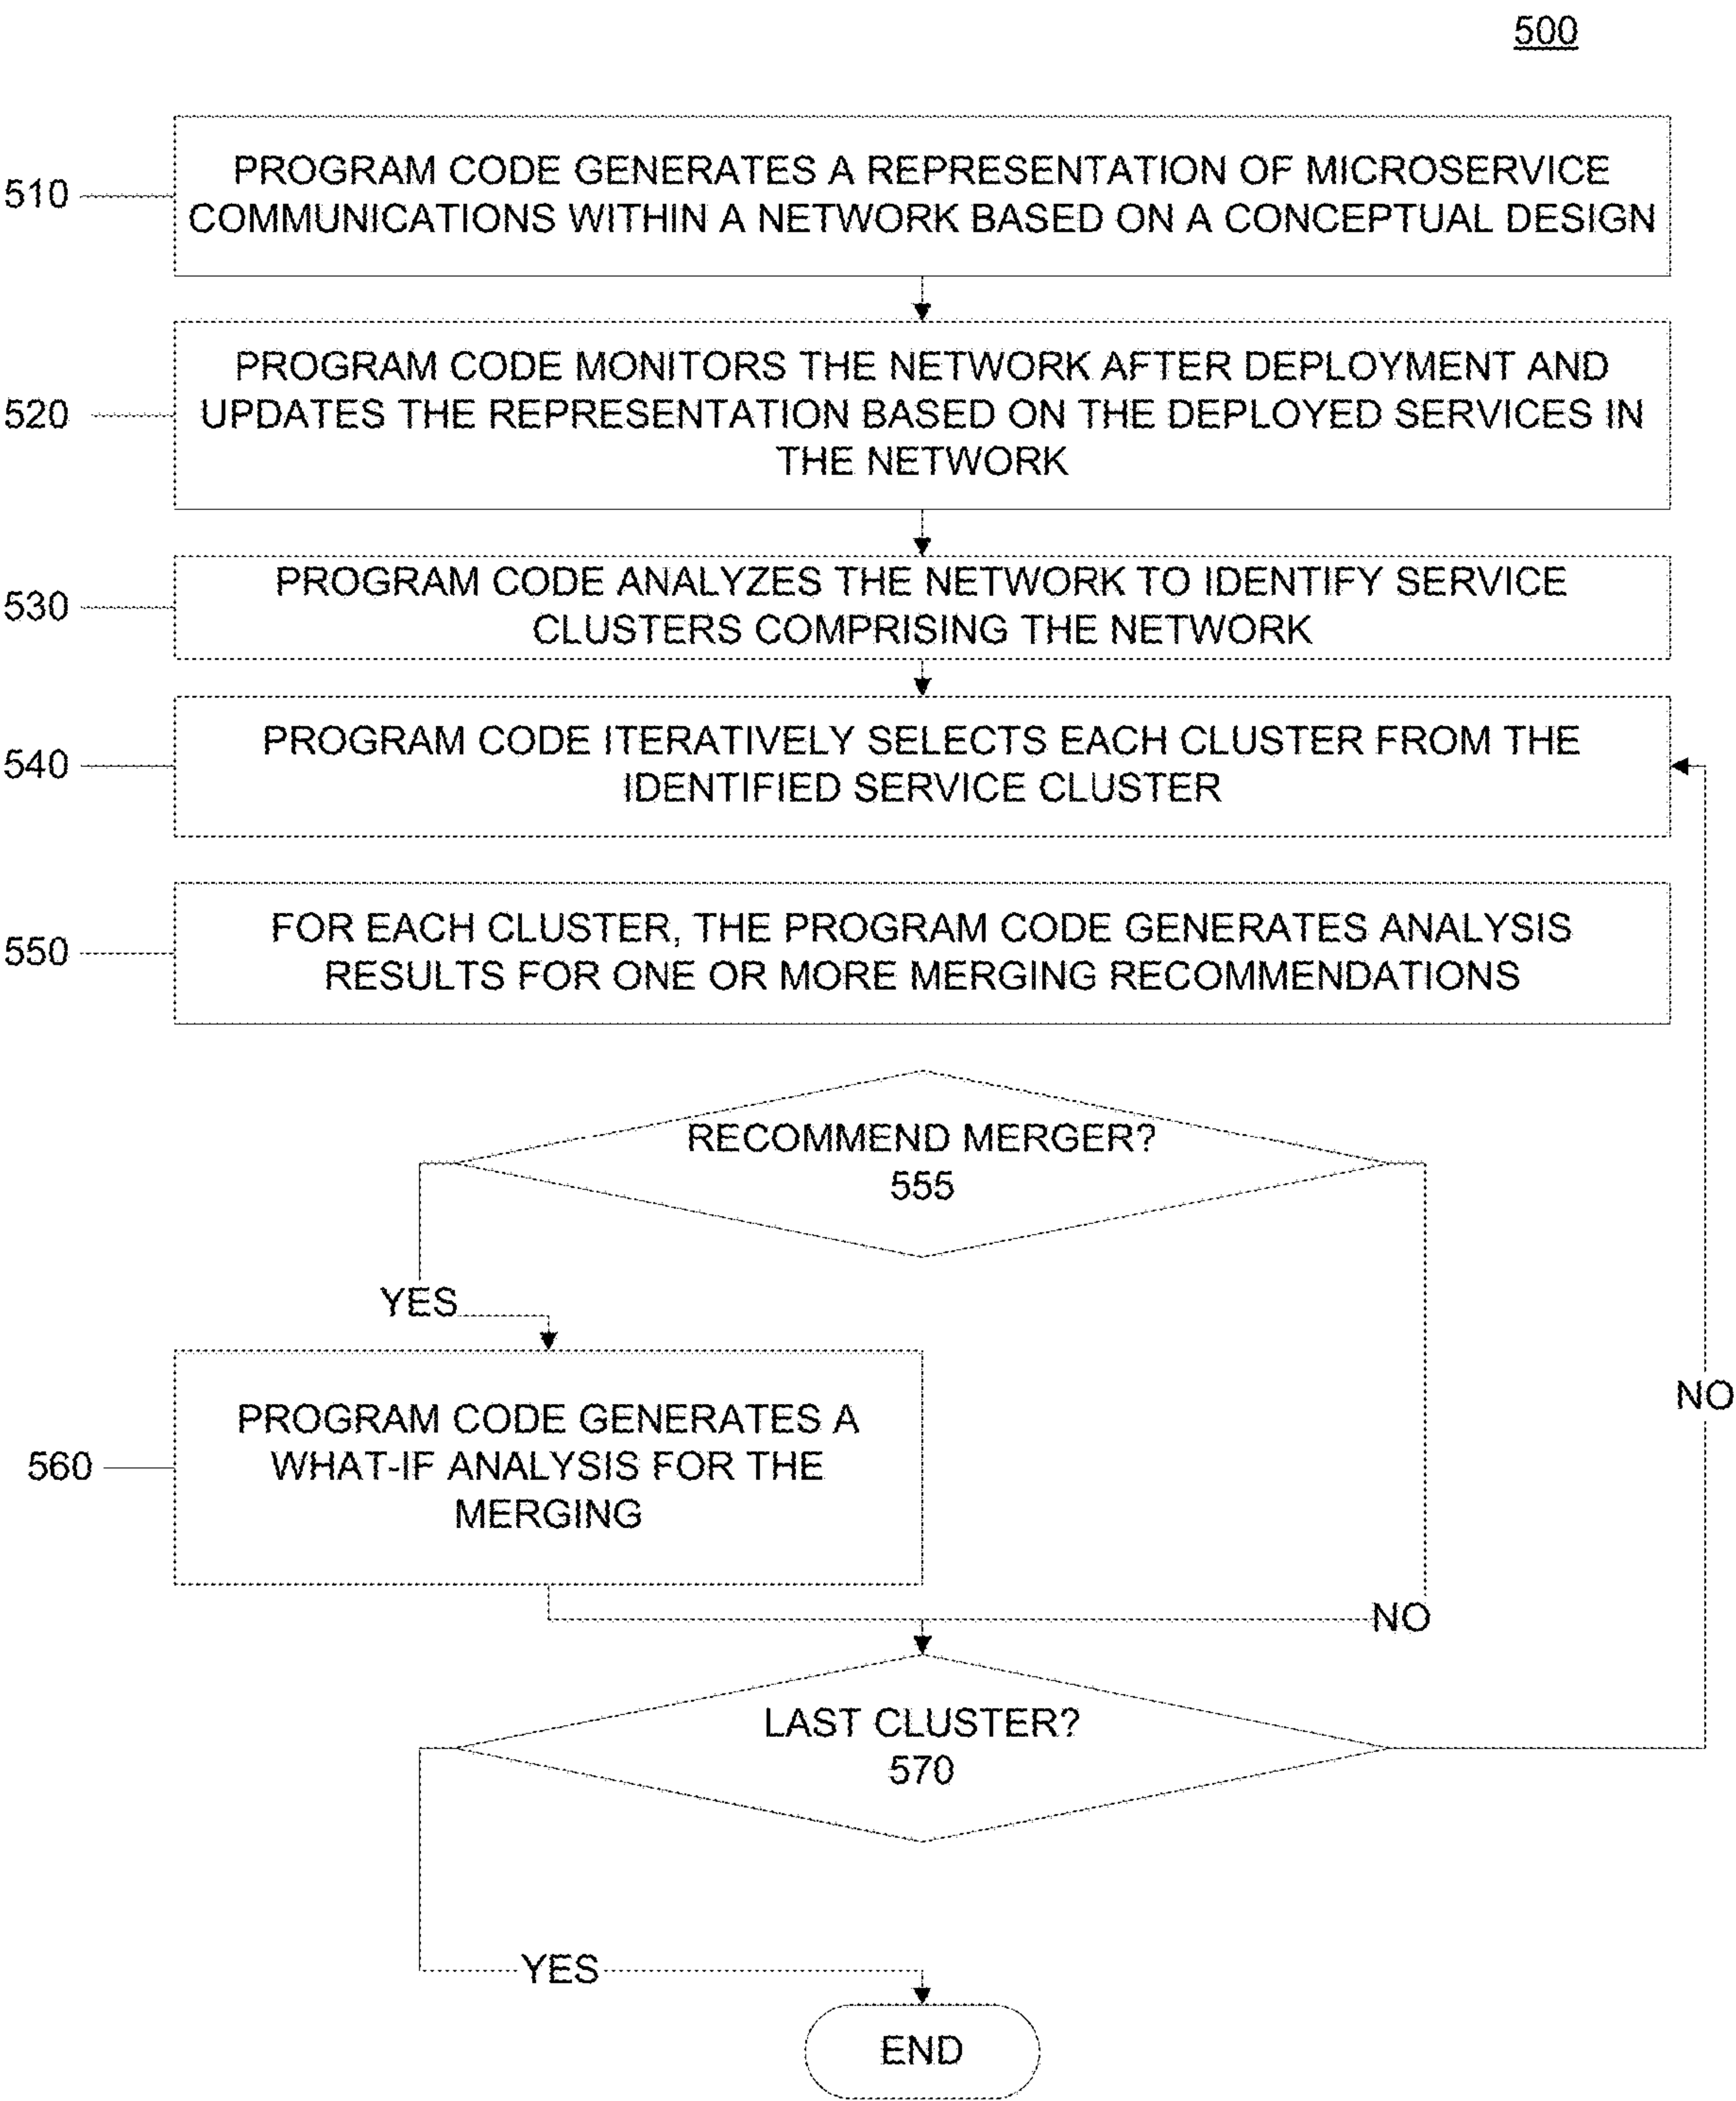 500
510
PROGRAM CODE GENERATES A REPRESENTATION OF MICROSERVICE
COMMUNICATIONS WITHIN A NETWORK BASED ON A CONCEPTUAL DESIGN
520
PROGRAM CODE MONITORS THE NETWORK AFTER DEPLOYMENT AND
UPDATES THE REPRESENTATION BASED ON THE DEPLOYED SERVICES IN
THE NETWORK
530
PROGRAM CODE ANALYZES THE NETWORK TO IDENTIFY SERVICE
CLUSTERS COMPRISING THE NETWORK
540
PROGRAM CODE ITERATIVELY SELECTS EACH CLUSTER FROM THE
IDENTIFIED SERVICE CLUSTER
550
FOR EACH CLUSTER, THE PROGRAM CODE GENERATES ANALYSIS
RESULTS FOR ONE OR MORE MERGING RECOMMENDATIONS
RECOMMEND MERGER?
555
YES
NO
560
PROGRAM CODE GENERATES A
WHAT-IF ANALYSIS FOR THE
MERGING
NO
LAST CLUSTER?
570
YES
END